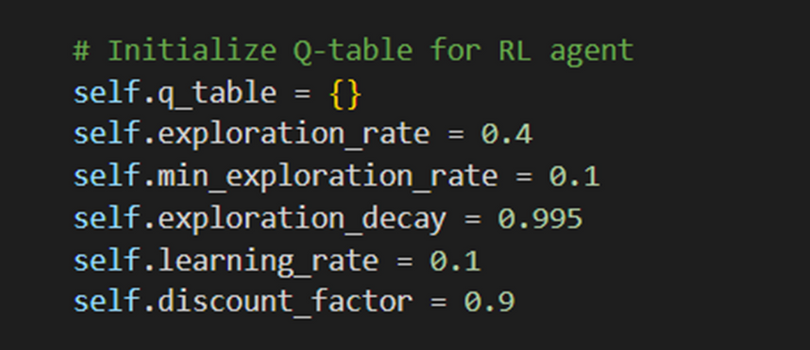 # Initialize Q-table for RL agent
self.q_table = {}
self.exploration_rate = 0.4
self.min_exploration_rate = 0.1
self.exploration_decay = 0.995
self.learning_rate = 0.1
self.discount_factor = 0.9